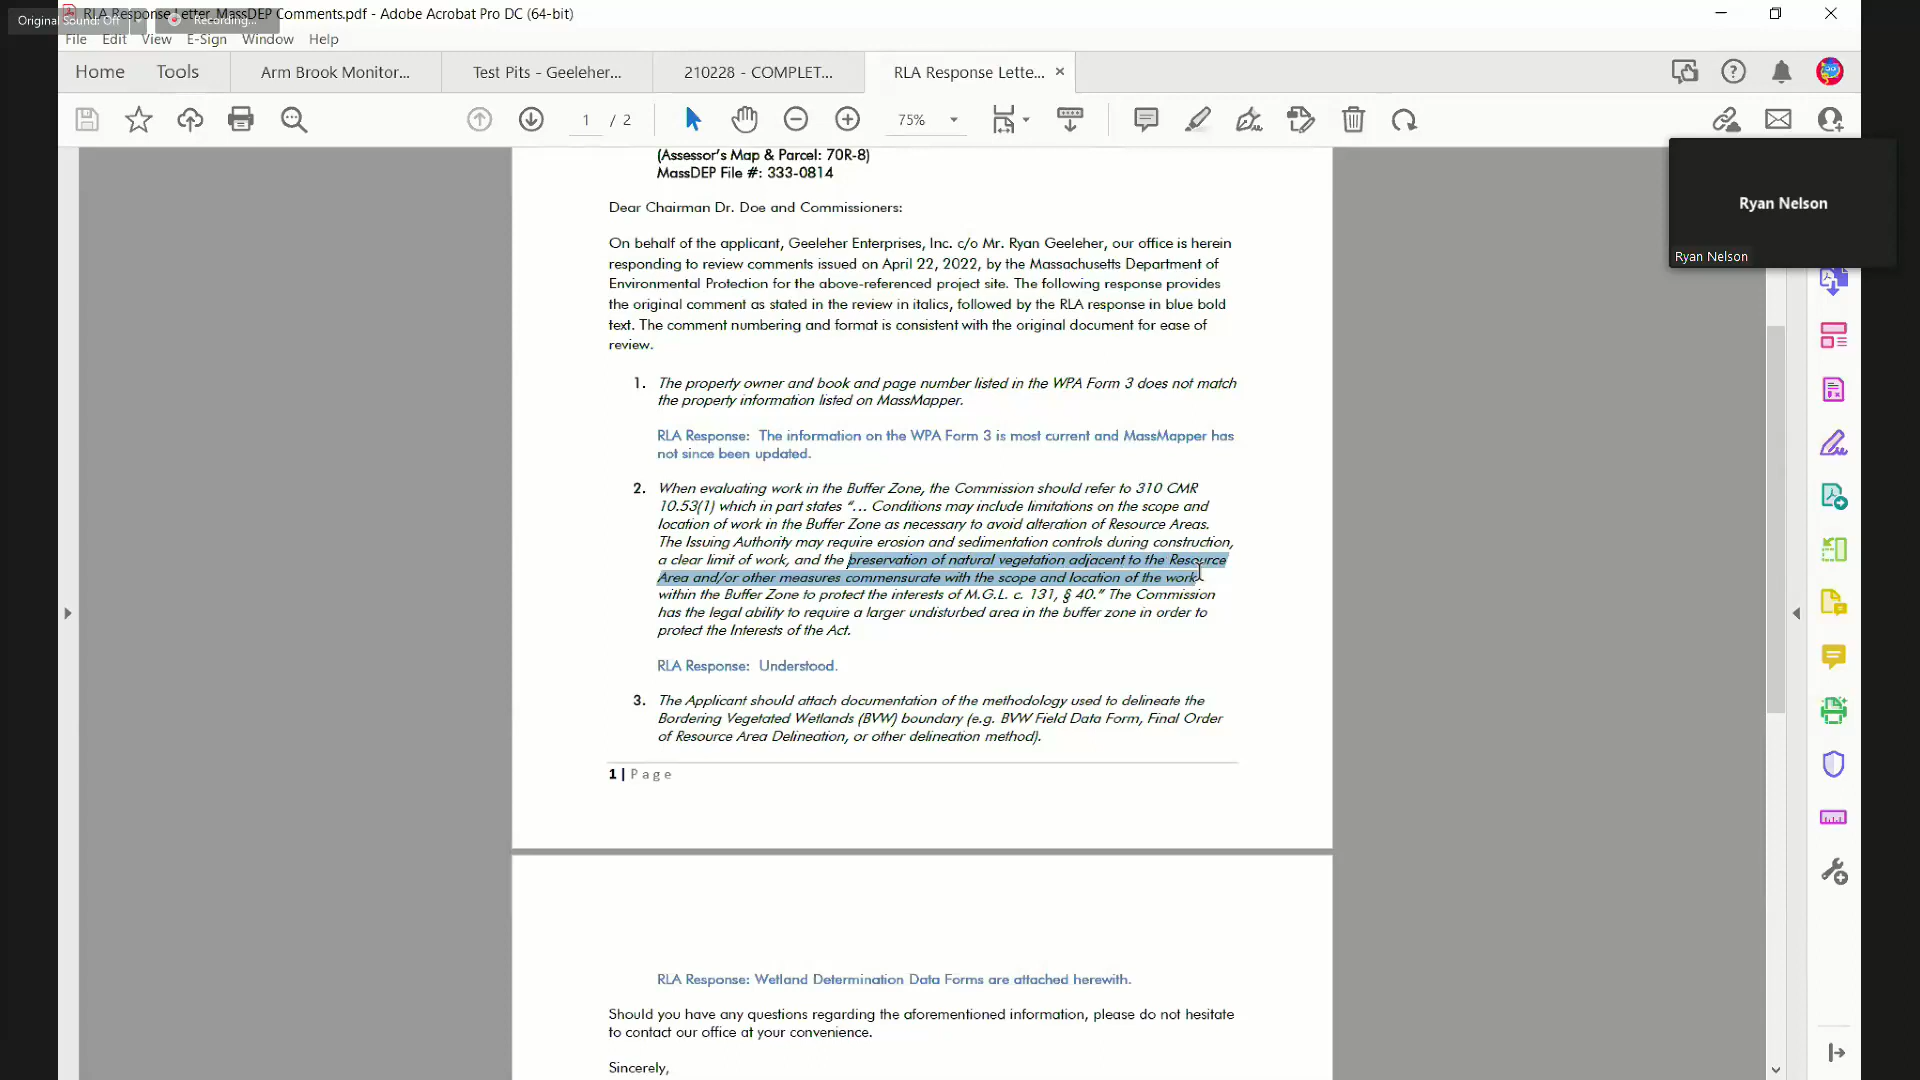 RLA Response Letter_MassDEP Comments.pdf - Adobe Acrobat Pro DC (64-bit)
Original Sound: Off
Recording...
File Edit View E-Sign Window Help
Home Tools Arm Brook Monitor... Test Pits - Geeleher... 210228 - COMPLET... RLA Response Lette...
1 / 2 75%
Ryan Nelson
Ryan Nelson
(Assessor's Map & Parcel: 70R-8)
MassDEP File #: 333-0814
Dear Chairman Dr. Doe and Commissioners:
On behalf of the applicant, Geeleher Enterprises, Inc. c/o Mr. Ryan Geeleher, our office is herein
responding to review comments issued on April 22, 2022, by the Massachusetts Department of
Environmental Protection for the above-referenced project site. The following response provides
the original comment as stated in the review in italics, followed by the RLA response in blue bold
text. The comment numbering and format is consistent with the original document for ease of
review.
1. The property owner and book and page number listed in the WPA Form 3 does not match
the property information listed on MassMapper.
RLA Response: The information on the WPA Form 3 is most current and MassMapper has
not since been updated.
2. When evaluating work in the Buffer Zone, the Commission should refer to 310 CMR
10.53(1) which in part states "... Conditions may include limitations on the scope and
location of work in the Buffer Zone as necessary to avoid alteration of Resource Areas.
The Issuing Authority may require erosion and sedimentation controls during construction,
a clear limit of work, and the preservation of natural vegetation adjacent to the Resource
Area and/or other measures commensurate with the scope and location of the work
within the Buffer Zone to protect the interests of M.G.L. c. 131, § 40." The Commission
has the legal ability to require a larger undisturbed area in the buffer zone in order to
protect the Interests of the Act.
RLA Response: Understood.
3. The Applicant should attach documentation of the methodology used to delineate the
Bordering Vegetated Wetlands (BVW) boundary (e.g. BVW Field Data Form, Final Order
of Resource Area Delineation, or other delineation method).
1 | Page
RLA Response: Wetland Determination Data Forms are attached herewith.
Should you have any questions regarding the aforementioned information, please do not hesitate
to contact our office at your convenience.
Sincerely,